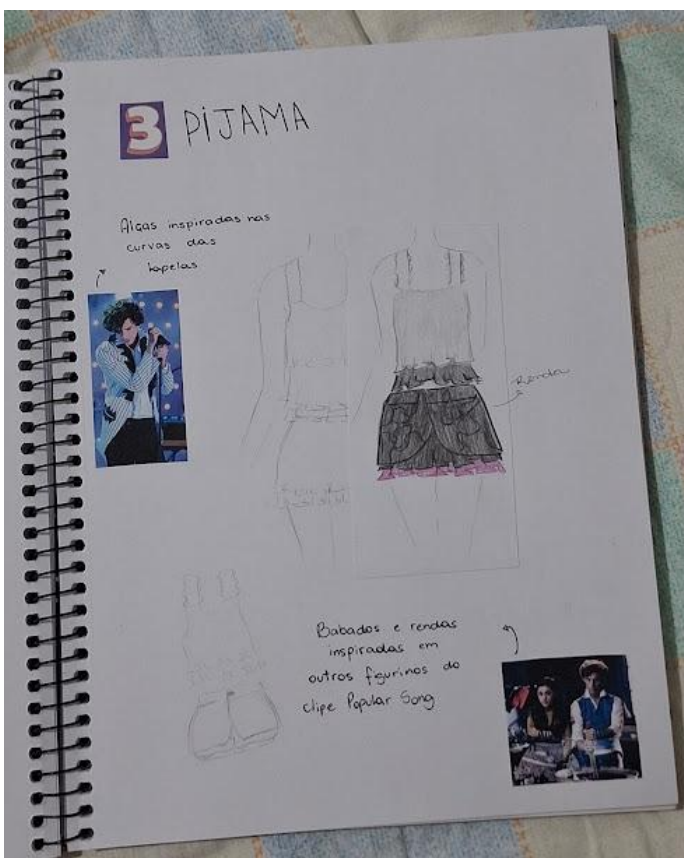 3 PIJAMA
Alças inspiradas nas
curvas das
lapelas
Renda
Babados e rendas
inspiradas em
outros figurinos do
clipe Popular Song